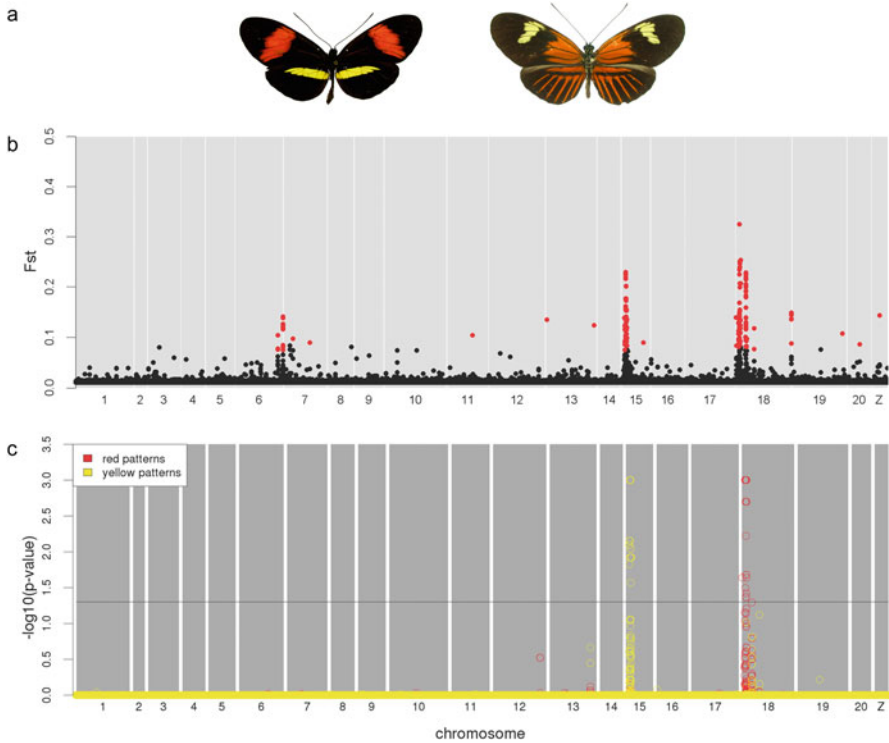 a
b
0.5
0.4
0.3
0.2
0.1
0.0
Fst
1 2 3 4 5 6 7 8 9 10 11 12 13 14 15 16 17 18 19 20 Z
c
3.5
3.0
2.5
2.0
1.5
1.0
0.5
0.0
-log10(p-value)
red patterns
yellow patterns
1 2 3 4 5 6 7 8 9 10 11 12 13 14 15 16 17 18 19 20 Z
chromosome